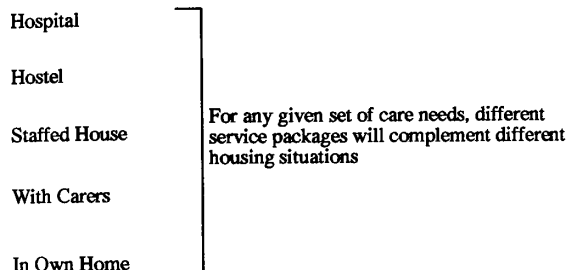 Hospital
Hostel
Staffed House
With Carers
In Own Home
For any given set of care needs, different
service packages will complement different
housing situations